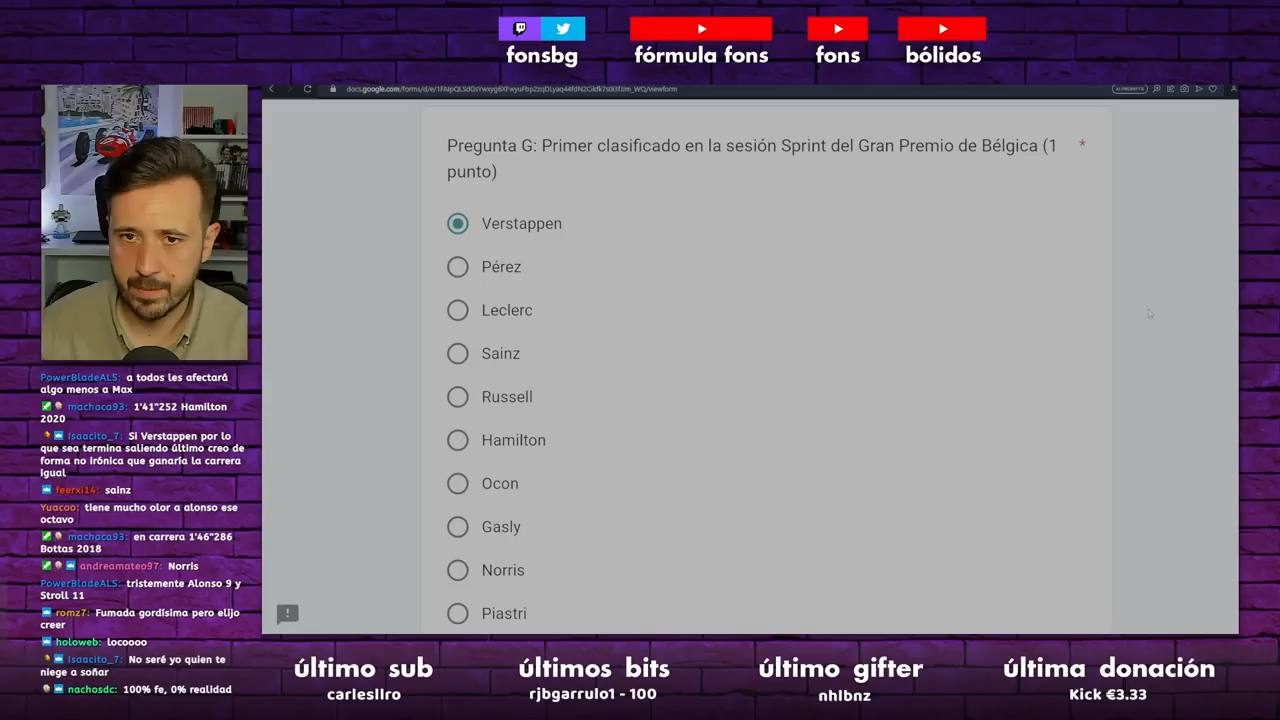 fonsbg
fórmula fons
fons
bólidos
Pregunta G: Primer clasificado en la sesión Sprint del Gran Premio de Bélgica (1 *
punto)
Verstappen
Pérez
Leclerc
Sainz
Russell
Hamilton
Ocon
Gasly
Norris
Piastri
PowerBladeALS: a todos les afectará
algo menos a Max
machaca93: 1'41"252 Hamilton
2020
Isaacito_7: Si Verstappen por lo
que sea termina saliendo último creo de
forma no irónica que ganaría la carrera
igual
feerxi14: sainz
Yuacoo: tiene mucho olor a alonso ese
octavo
machaca93: en carrera 1'46"286
Bottas 2018
andreamateo97: Norris
PowerBladeALS: tristemente Alonso 9 y
Stroll 11
romz7: Fumada gordísima pero elijo
creer
holoweb: locoooo
Isaacito_7: No seré yo quien te
niege a soñar
nachosdc: 100% fe, 0% realidad
último sub
carlesllro
últimos bits
rjbgarrulo1 - 100
último gifter
nhlbnz
última donación
Kick €3.33